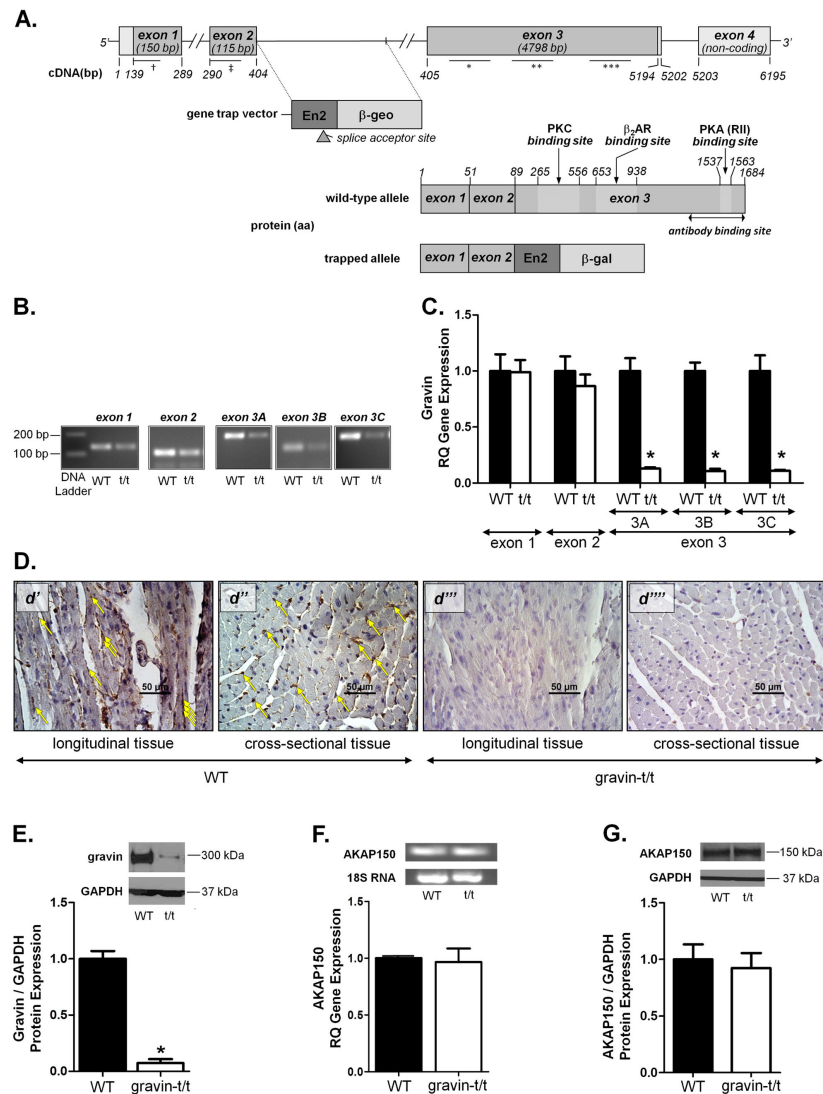 A.
5′ exon 1 exon 2 exon 3 exon 4 3′
(150 bp) (115 bp) (4798 bp) (non-coding)
† ‡ * ** ***
cDNA(bp) 1 139 289 290 404 405 5194 5202 5203 6195
gene trap vector En2 β-geo
splice acceptor site
PKC β2AR PKA (RII)
binding site binding site binding site
1 51 89 265 556 653 938 1537 1563 1684
wild-type allele exon 1 exon 2 exon 3
protein (aa) antibody binding site
trapped allele exon 1 exon 2 En2 β-gal
B.
exon 1 exon 2 exon 3A exon 3B exon 3C
200 bp
100 bp
DNA Ladder
WT t/t WT t/t WT t/t WT t/t WT t/t
C.
Gravin
RQ Gene Expression
1.5
1.0
0.5
0.0
* * *
WT t/t WT t/t WT t/t WT t/t WT t/t
3A 3B 3C
exon 1 exon 2 exon 3
D.
d' d'' d''' d''''
50 µm 50 µm 50 µm 50 µm
longitudinal tissue cross-sectional tissue longitudinal tissue cross-sectional tissue
WT gravin-t/t
E.
gravin 300 kDa
GAPDH 37 kDa
WT t/t
Gravin / GAPDH
Protein Expression
1.5
1.0
0.5
0.0
*
WT gravin-t/t
F.
AKAP150
18S RNA
WT t/t
AKAP150
RQ Gene Expression
1.5
1.0
0.5
0.0
WT gravin-t/t
G.
AKAP150 150 kDa
GAPDH 37 kDa
WT t/t
AKAP150 / GAPDH
Protein Expression
1.5
1.0
0.5
0.0
WT gravin-t/t